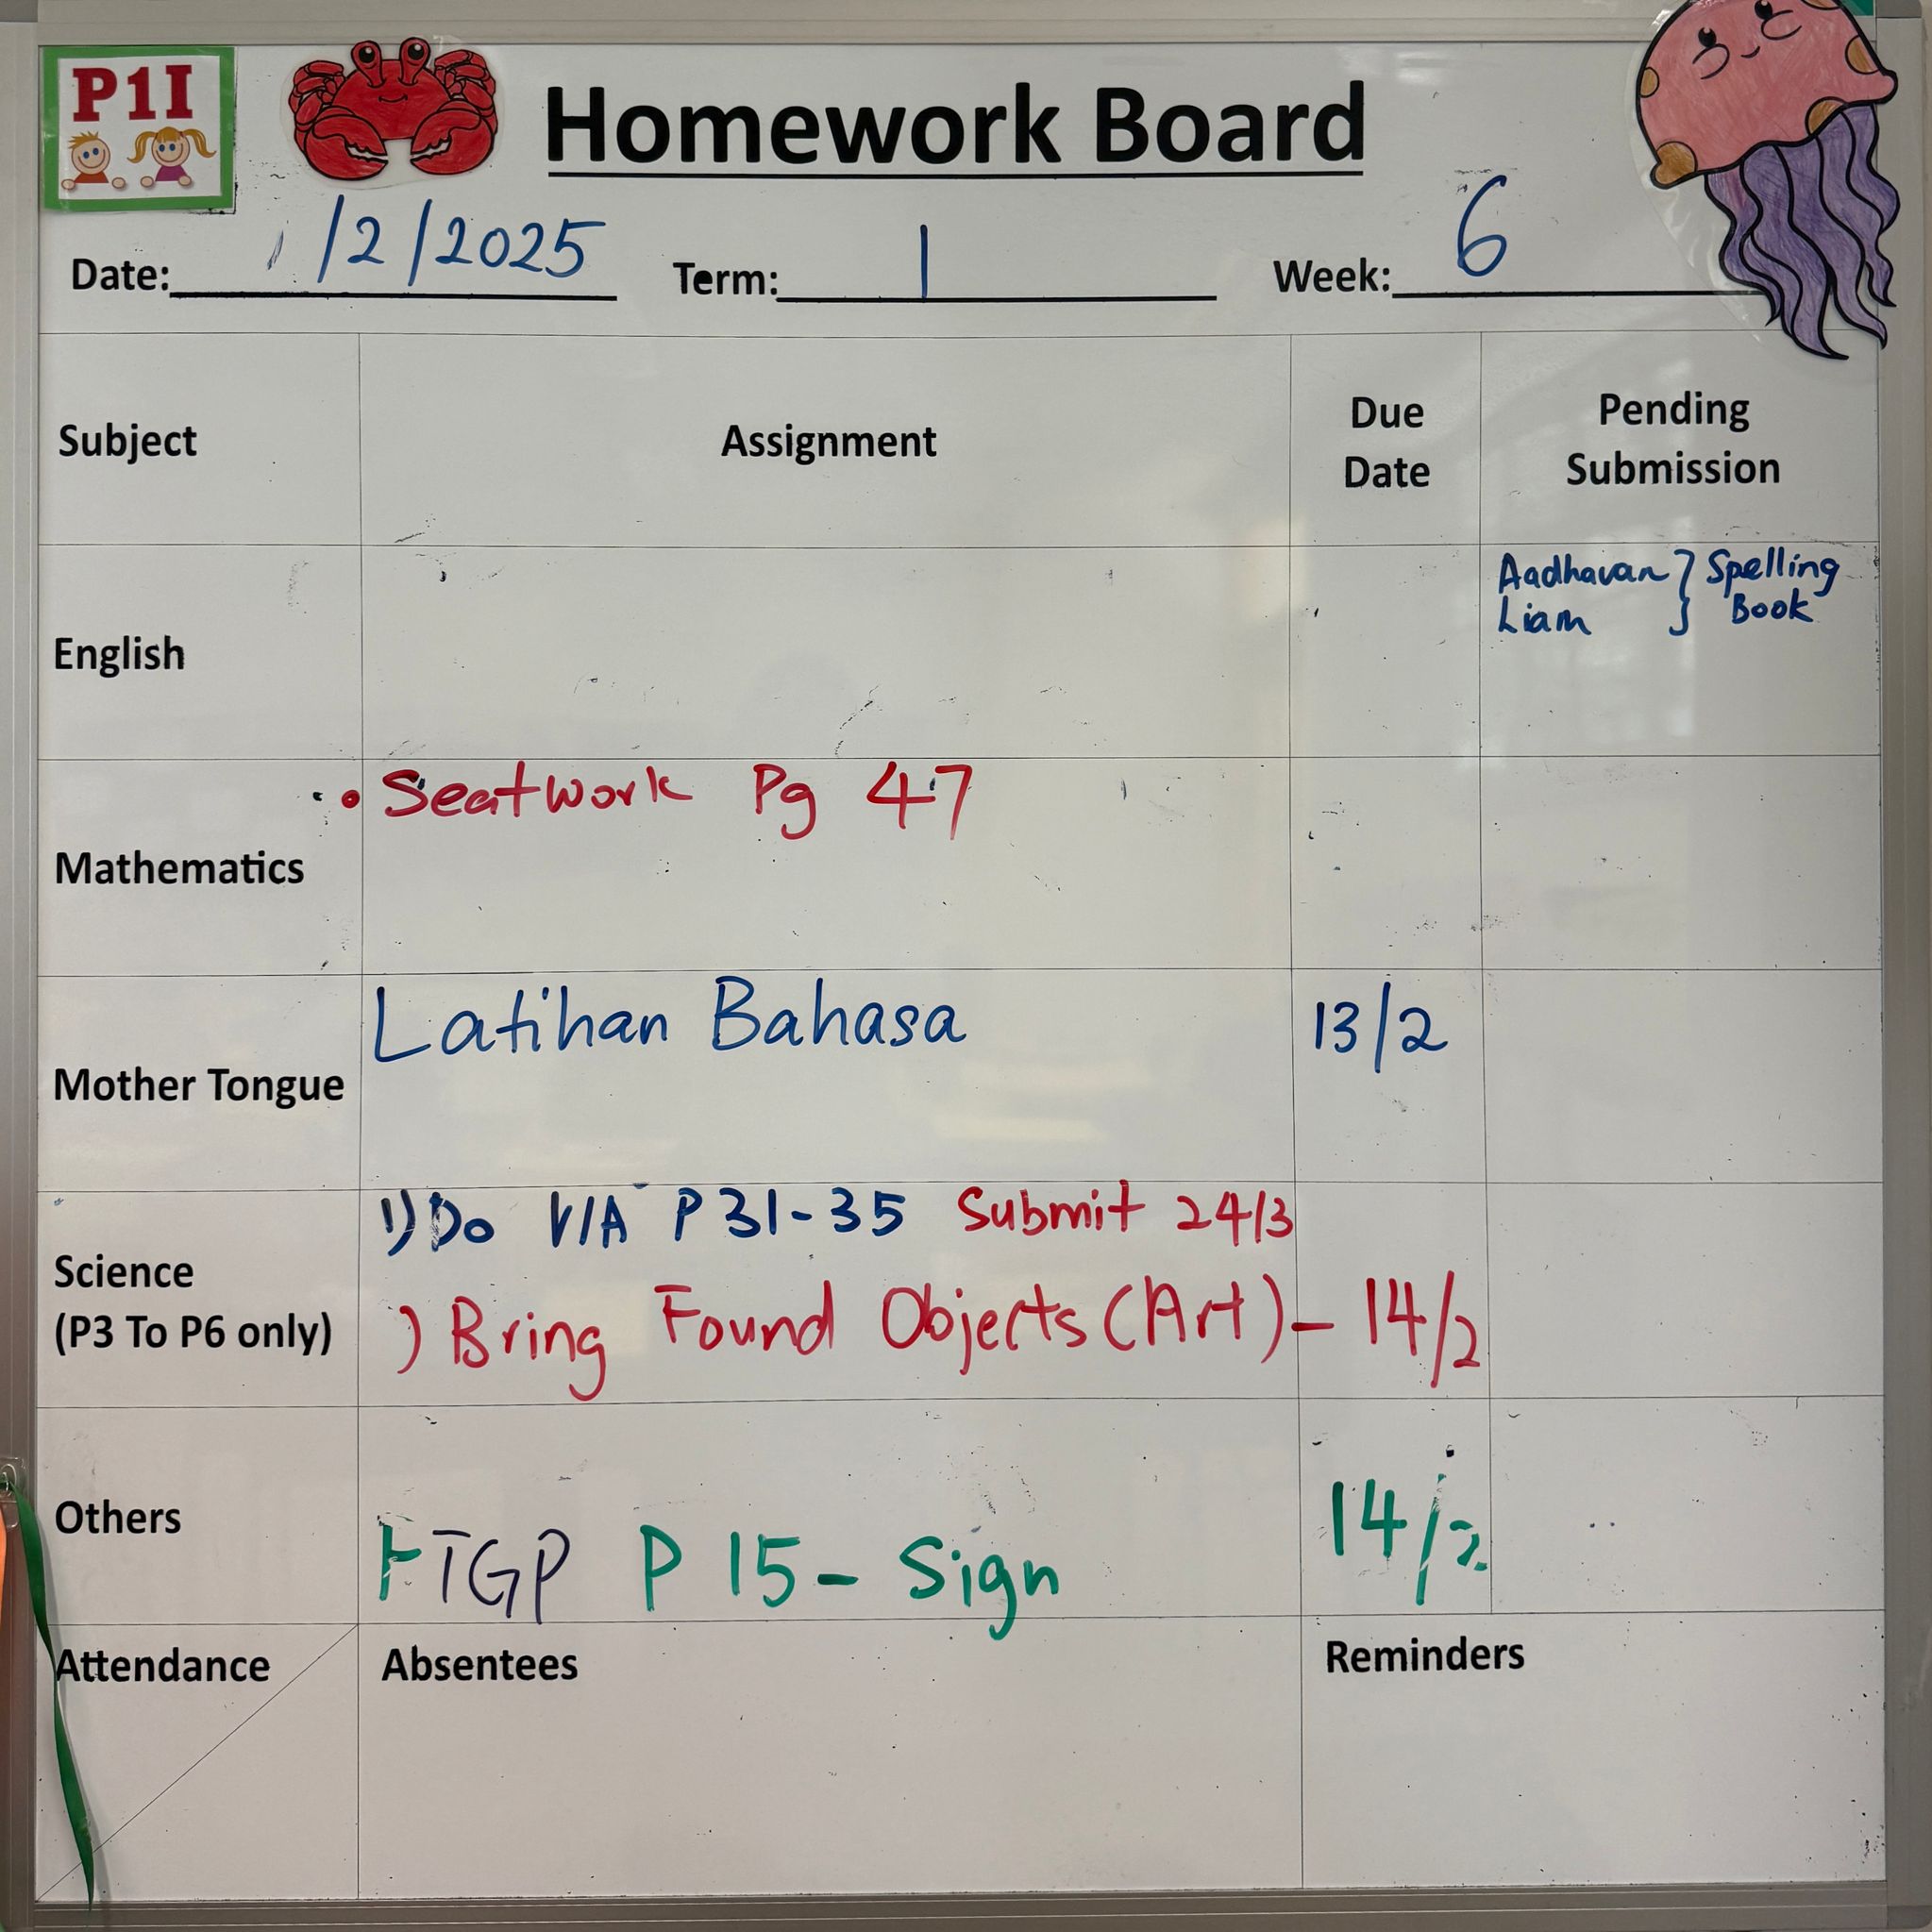 P1I
Homework Board
Date: /2/2025 Term: 1 Week: 6
Subject Assignment Due Date Pending Submission
English Aadhavan Liam } Spelling Book
Mathematics • Seatwork Pg 47
Mother Tongue Latihan Bahasa 13/2
Science (P3 To P6 only) 1) Do VIA P 31-35 Submit 24/3
) Bring Found Objects (Art) - 14/2
Others FTGP P 15 - Sign 14/2
Attendance Absentees Reminders